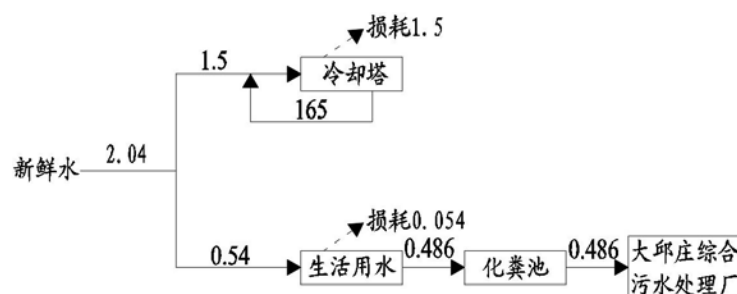 损耗1.5
1.5
冷却塔
165
新鲜水
2.04
损耗0.054
0.54
生活用水
0.486
化粪池
0.486
大邱庄综合
污水处理厂